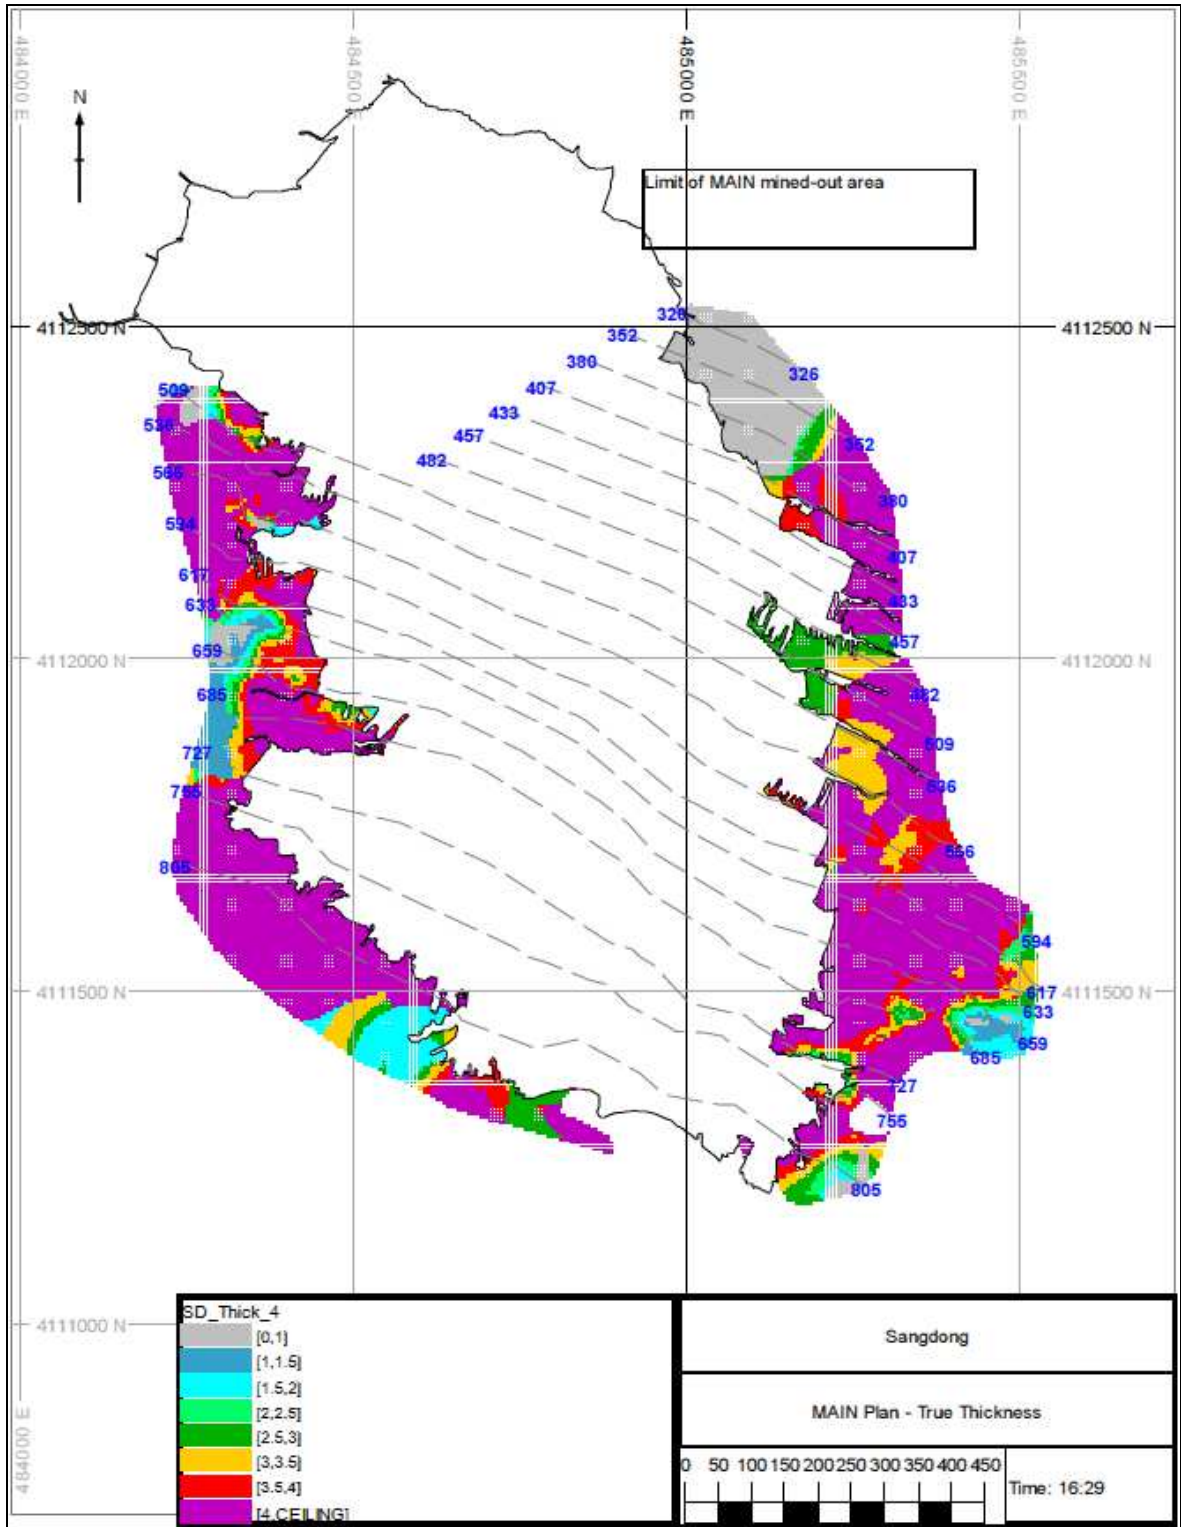 484000 E
484500 E
485000 E
485500 E
N
Limit of MAIN mined-out area
4112500 N
4112500 N
352
326
380
407
433
457
482
509
536
566
594
617
633
659
685
727
755
805
352
380
407
433
457
482
509
536
566
594
617
633
659
685
727
755
805
4112000 N
4112000 N
4111500 N
4111500 N
4111000 N
484000 E
SD_Thick_4
[0,1]
[1,1.5]
[1.5,2]
[2,2.5]
[2.5,3]
[3,3.5]
[3.5,4]
[4,CEILING]
Sangdong
MAIN Plan - True Thickness
0 50 100 150 200 250 300 350 400 450
Time: 16:29